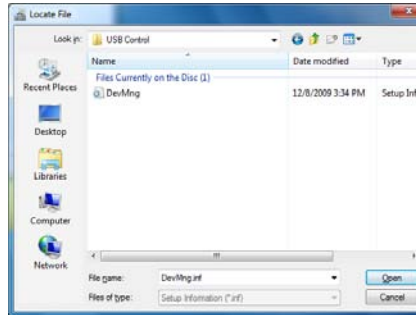 Locate File
Look in: USB Control
Name Date modified Type
Files Currently on the Disc (1)
DevMng 12/8/2009 3:34 PM Setup Inf
Recent Places
Desktop
Libraries
Computer
Network
File name: DevMng.inf Open
Files of type: Setup Information (*.inf) Cancel